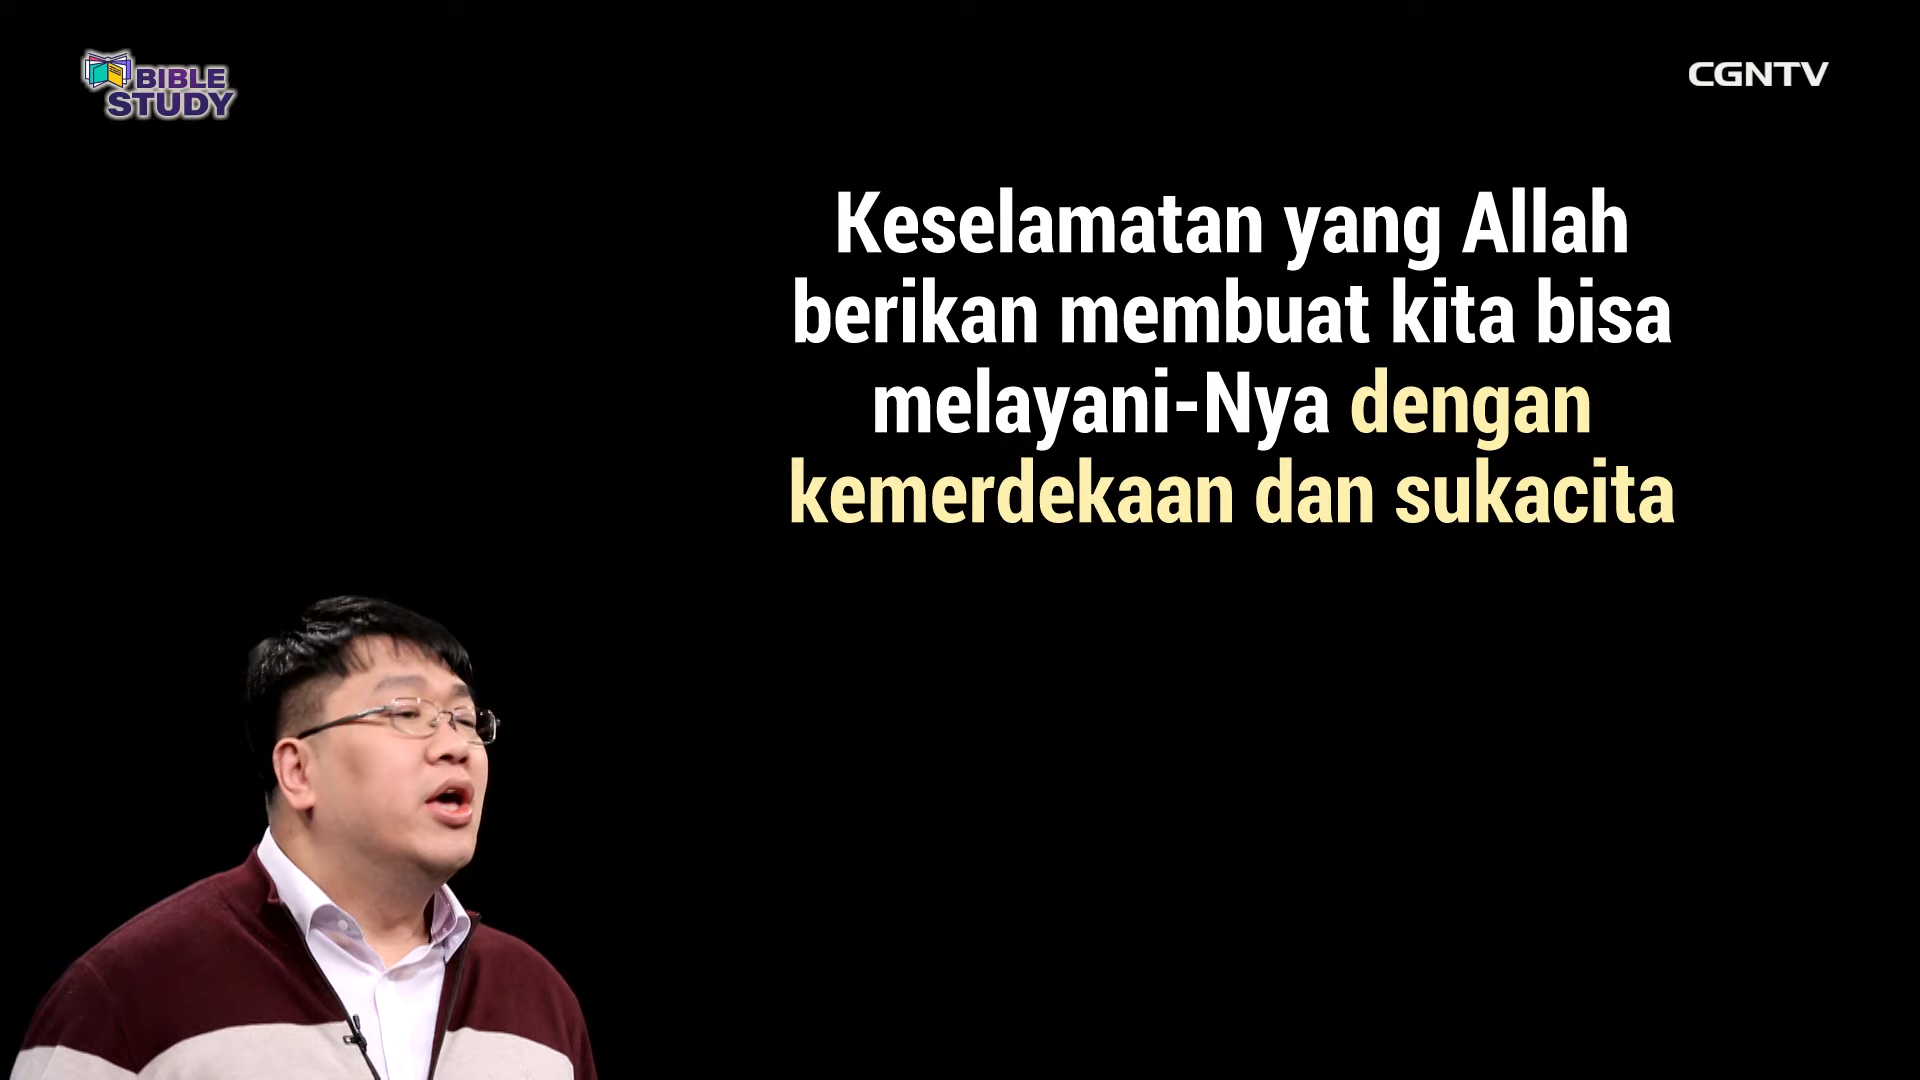 BIBLE
STUDY
CGNTV
Keselamatan yang Allah
berikan membuat kita bisa
melayani-Nya dengan
kemerdekaan dan sukacita